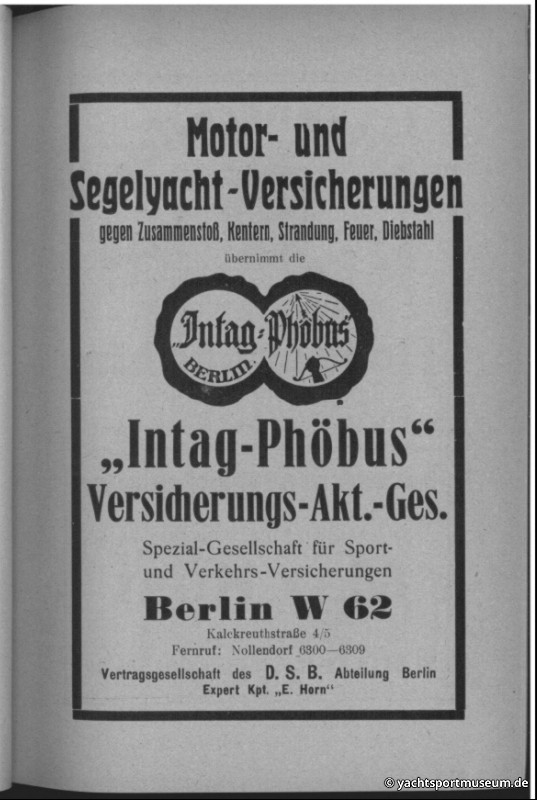 Motor- und
Segelyacht-Versicherungen
gegen Zusammenstoß, Kentern, Strandung, Feuer, Diebstahl
übernimmt die
„Intag-Phöbus“
BERLIN.
„Intag-Phöbus“
Versicherungs-Akt.-Ges.
Spezial-Gesellschaft für Sport-
und Verkehrs-Versicherungen
Berlin W 62
Kalckreuthstraße 4/5
Fernruf: Nollendorf 6300—6309
Vertragsgesellschaft des D. S. B. Abteilung Berlin
Expert Kpt. „E. Horn“
© yachtsportmuseum.de